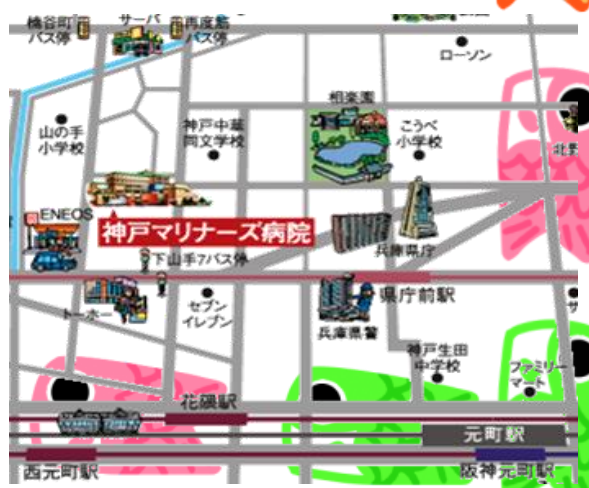 楠谷町
バス停
サーバ
再度筋
バス停
ローソン
相楽園
山の手
小学校
神戸中華
同文学校
こうべ
小学校
北野
ENEOS
神戸マリナーズ病院
兵庫県庁
下山手7バス停
県庁前駅
トーホー
セブン
イレブン
サ
兵庫県警
神戸生田
中学校
ファミリー
マート
花隈駅
元町駅
西元町駅
阪神元町駅